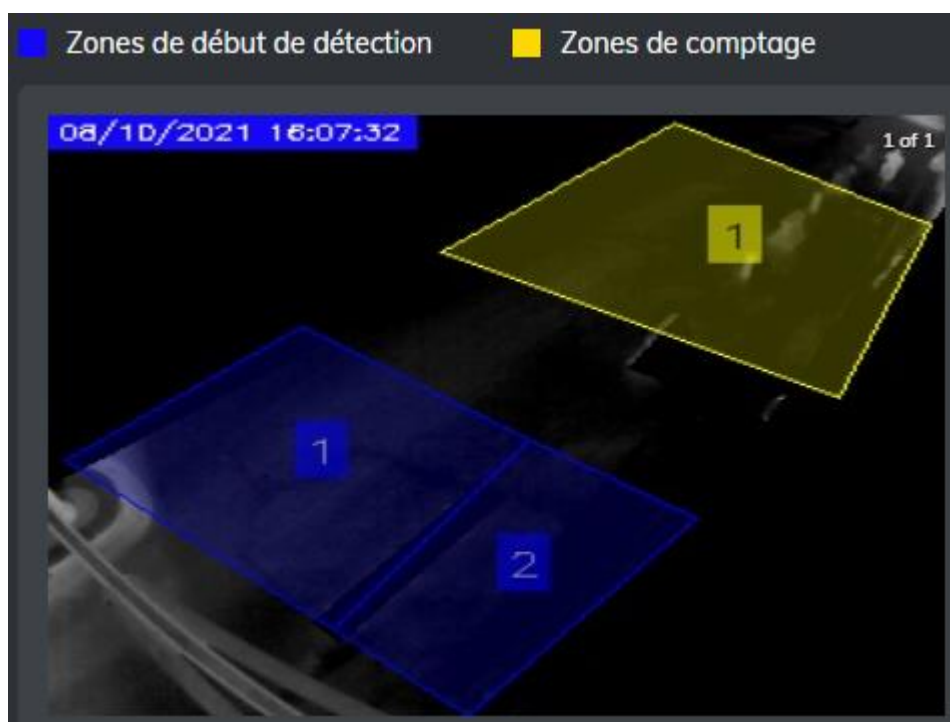 Zones de début de détection
Zones de comptage
08/10/2021 16:07:32
1 of 1
1
1
2